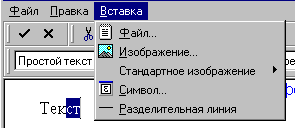 Файл Правка Вставка
Файл...
Изображение...
Простой текст
Стандартное изображение
Символ...
Текст
Разделительная линия